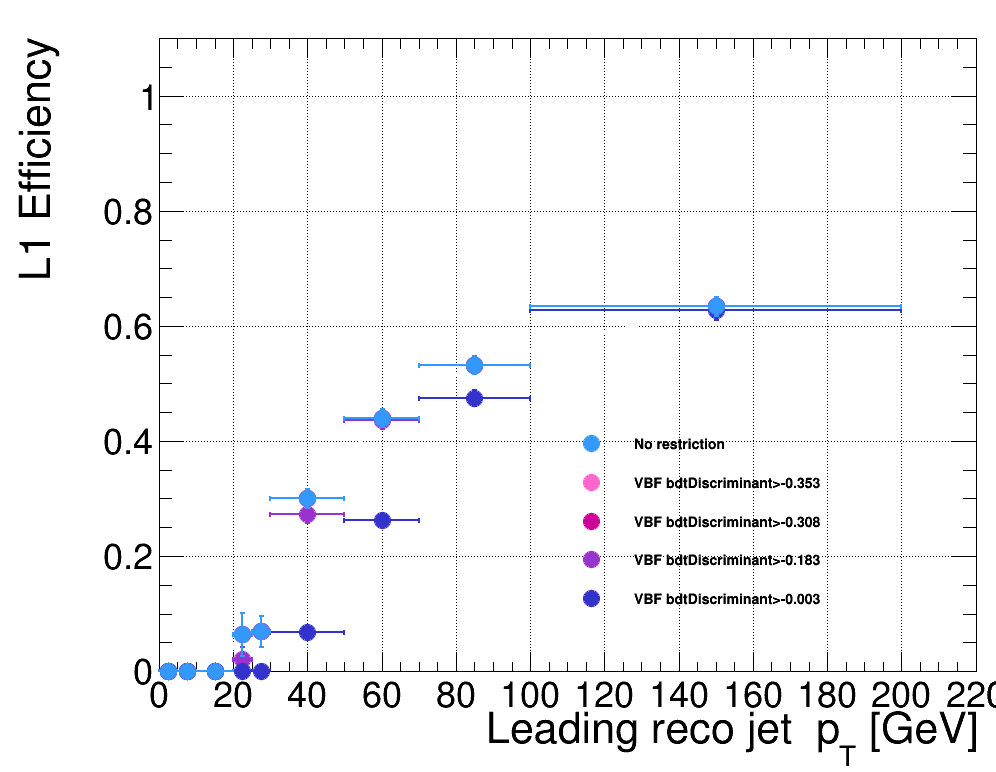 L1 Efficiency
1
0.8
0.6
0.4
0.2
0
No restriction
VBF bdtDiscriminant>-0.353
VBF bdtDiscriminant>-0.308
VBF bdtDiscriminant>-0.183
VBF bdtDiscriminant>-0.003
0 20 40 60 80 100 120 140 160 180 200 220
Leading reco jet p_T [GeV]